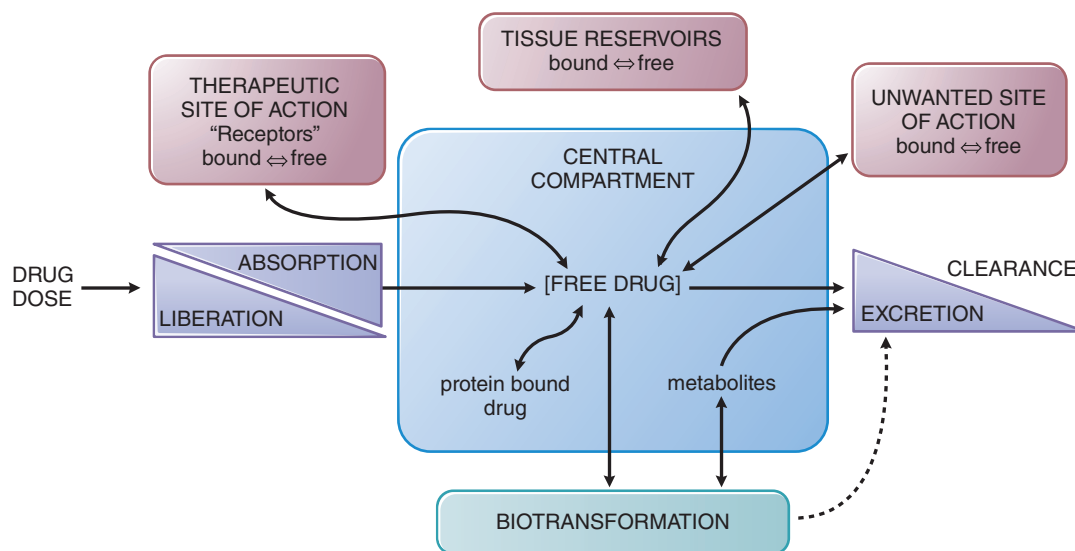 TISSUE RESERVOIRS
bound ⇔ free
THERAPEUTIC
SITE OF ACTION
“Receptors”
bound ⇔ free
UNWANTED SITE
OF ACTION
bound ⇔ free
CENTRAL
COMPARTMENT
DRUG
DOSE
ABSORPTION
LIBERATION
[FREE DRUG]
CLEARANCE
EXCRETION
protein bound
drug
metabolites
BIOTRANSFORMATION